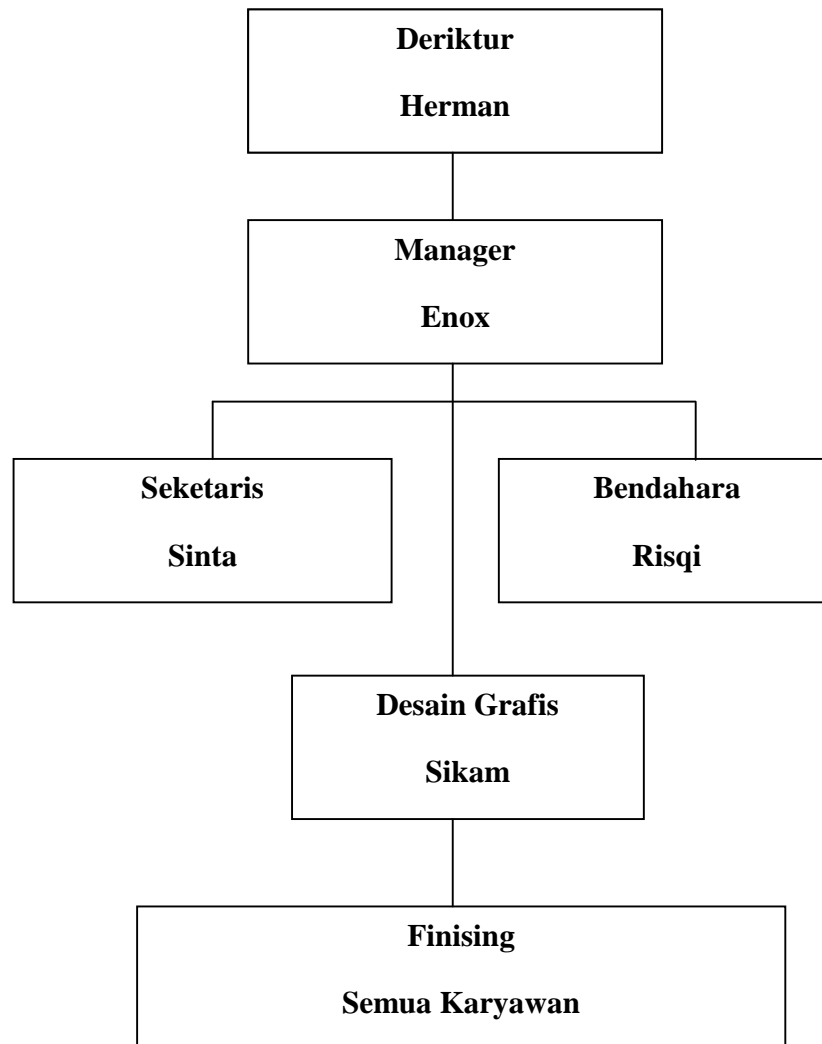 Deriktur
Herman
Manager
Enox
Seketaris
Sinta
Bendahara
Risqi
Desain Grafis
Sikam
Finising
Semua Karyawan